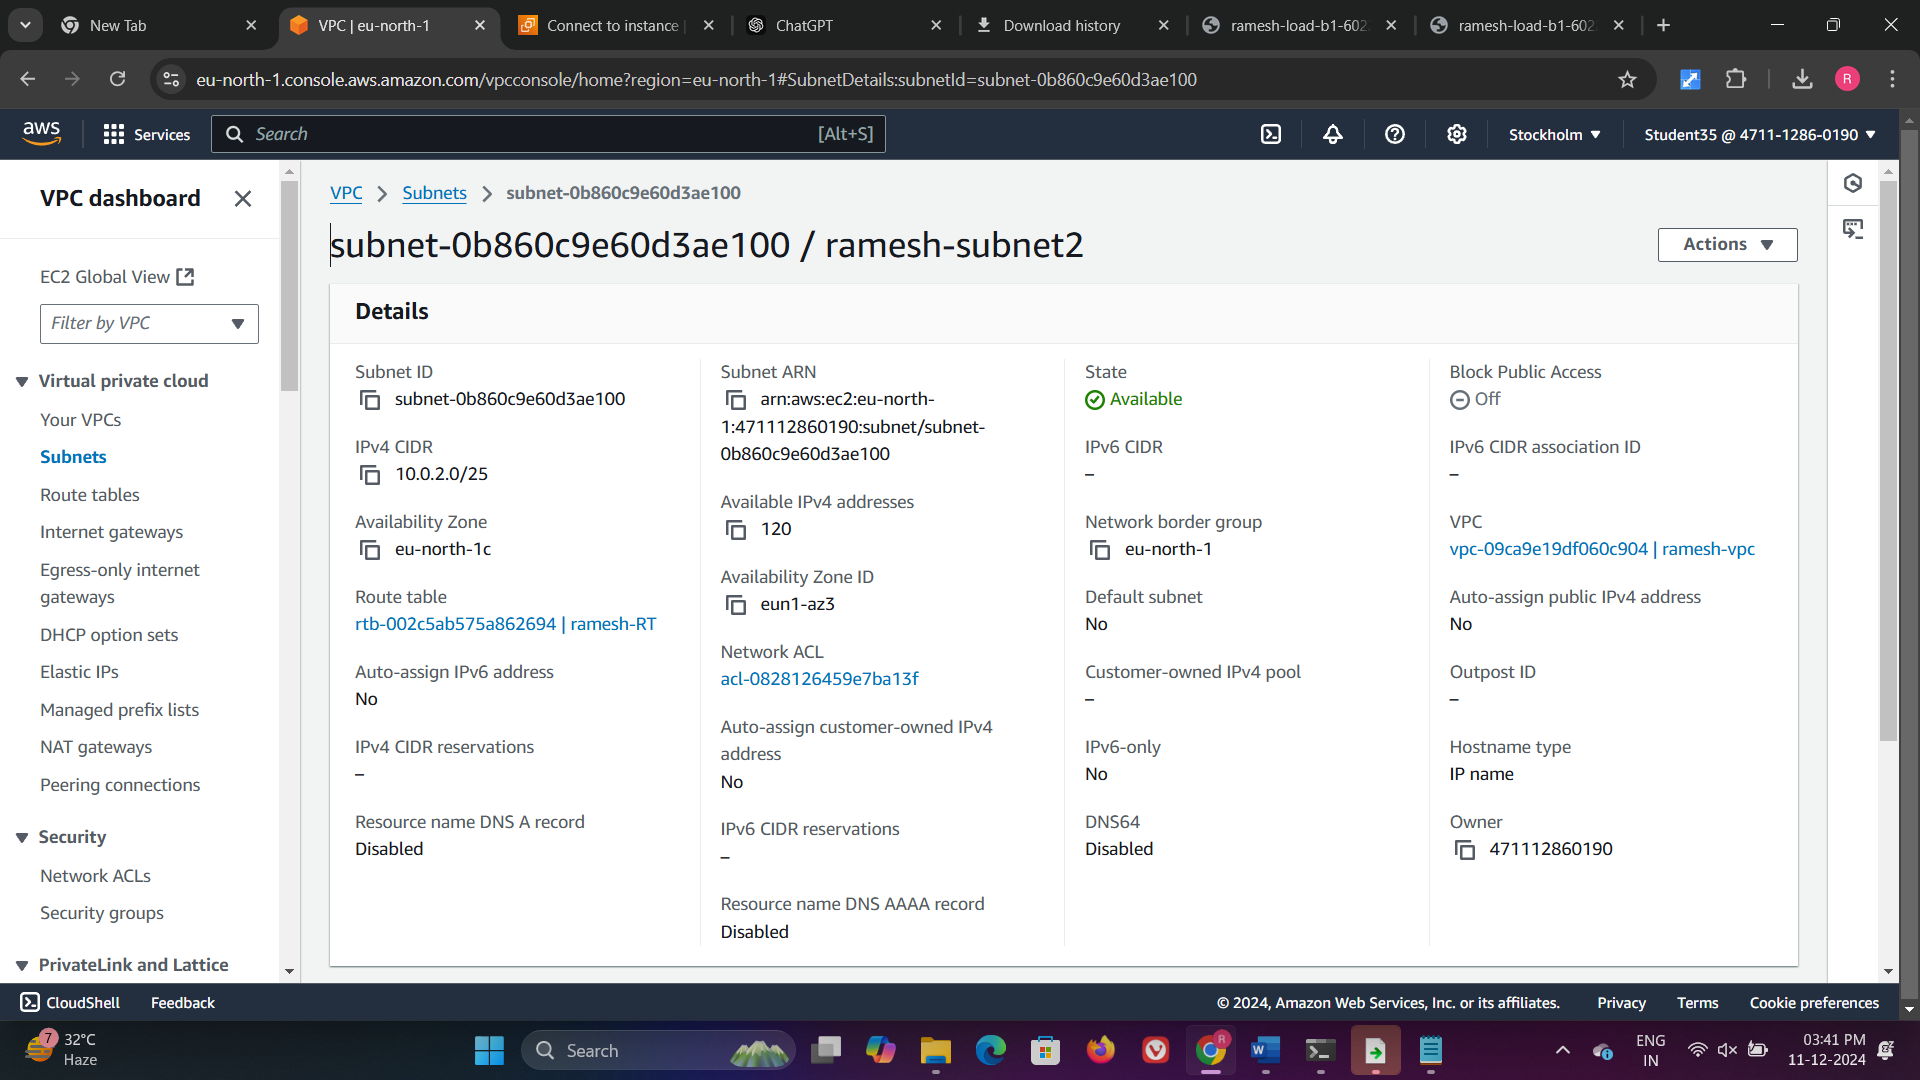 New Tab
VPC | eu-north-1
Connect to instance
ChatGPT
Download history
ramesh-load-b1-602
ramesh-load-b1-602
eu-north-1.console.aws.amazon.com/vpcconsole/home?region=eu-north-1#SubnetDetails:subnetId=subnet-0b860c9e60d3ae100
R
aws
Services
Search
[Alt+S]
Stockholm
Student35 @ 4711-1286-0190
VPC dashboard
EC2 Global View
Filter by VPC
Virtual private cloud
Your VPCs
Subnets
Route tables
Internet gateways
Egress-only internet
gateways
DHCP option sets
Elastic IPs
Managed prefix lists
NAT gateways
Peering connections
Security
Network ACLs
Security groups
PrivateLink and Lattice
VPC
Subnets
subnet-0b860c9e60d3ae100
subnet-0b860c9e60d3ae100 / ramesh-subnet2
Actions
Details
Subnet ID
subnet-0b860c9e60d3ae100
IPv4 CIDR
10.0.2.0/25
Availability Zone
eu-north-1c
Route table
rtb-002c5ab575a862694 | ramesh-RT
Auto-assign IPv6 address
No
IPv4 CIDR reservations
–
Resource name DNS A record
Disabled
Subnet ARN
arn:aws:ec2:eu-north-
1:471112860190:subnet/subnet-
0b860c9e60d3ae100
Available IPv4 addresses
120
Availability Zone ID
eun1-az3
Network ACL
acl-0828126459e7ba13f
Auto-assign customer-owned IPv4
address
No
IPv6 CIDR reservations
–
Resource name DNS AAAA record
Disabled
State
Available
IPv6 CIDR
–
Network border group
eu-north-1
Default subnet
No
Customer-owned IPv4 pool
–
IPv6-only
No
DNS64
Disabled
Block Public Access
Off
IPv6 CIDR association ID
–
VPC
vpc-09ca9e19df060c904 | ramesh-vpc
Auto-assign public IPv4 address
No
Outpost ID
–
Hostname type
IP name
Owner
471112860190
CloudShell
Feedback
© 2024, Amazon Web Services, Inc. or its affiliates.
Privacy
Terms
Cookie preferences
7
32°C
Haze
Search
R
W
ENG
IN
03:41 PM
11-12-2024